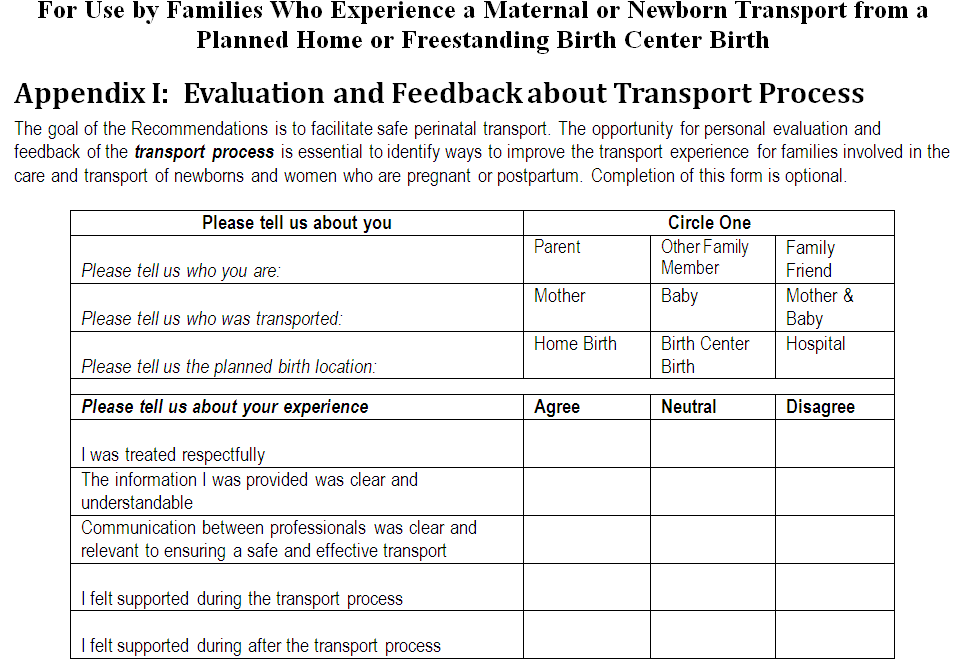 For Use by Families Who Experience a Maternal or Newborn Transport from a
Planned Home or Freestanding Birth Center Birth
Appendix I: Evaluation and Feedback about Transport Process
The goal of the Recommendations is to facilitate safe perinatal transport. The opportunity for personal evaluation and
feedback of the transport process is essential to identify ways to improve the transport experience for families involved in the
care and transport of newborns and women who are pregnant or postpartum. Completion of this form is optional.
Please tell us about you Circle One
Please tell us who you are: Parent Other Family Member Family Friend
Please tell us who was transported: Mother Baby Mother & Baby
Please tell us the planned birth location: Home Birth Birth Center Birth Hospital
Please tell us about your experience Agree Neutral Disagree
I was treated respectfully
The information I was provided was clear and
understandable
Communication between professionals was clear and
relevant to ensuring a safe and effective transport
I felt supported during the transport process
I felt supported during after the transport process